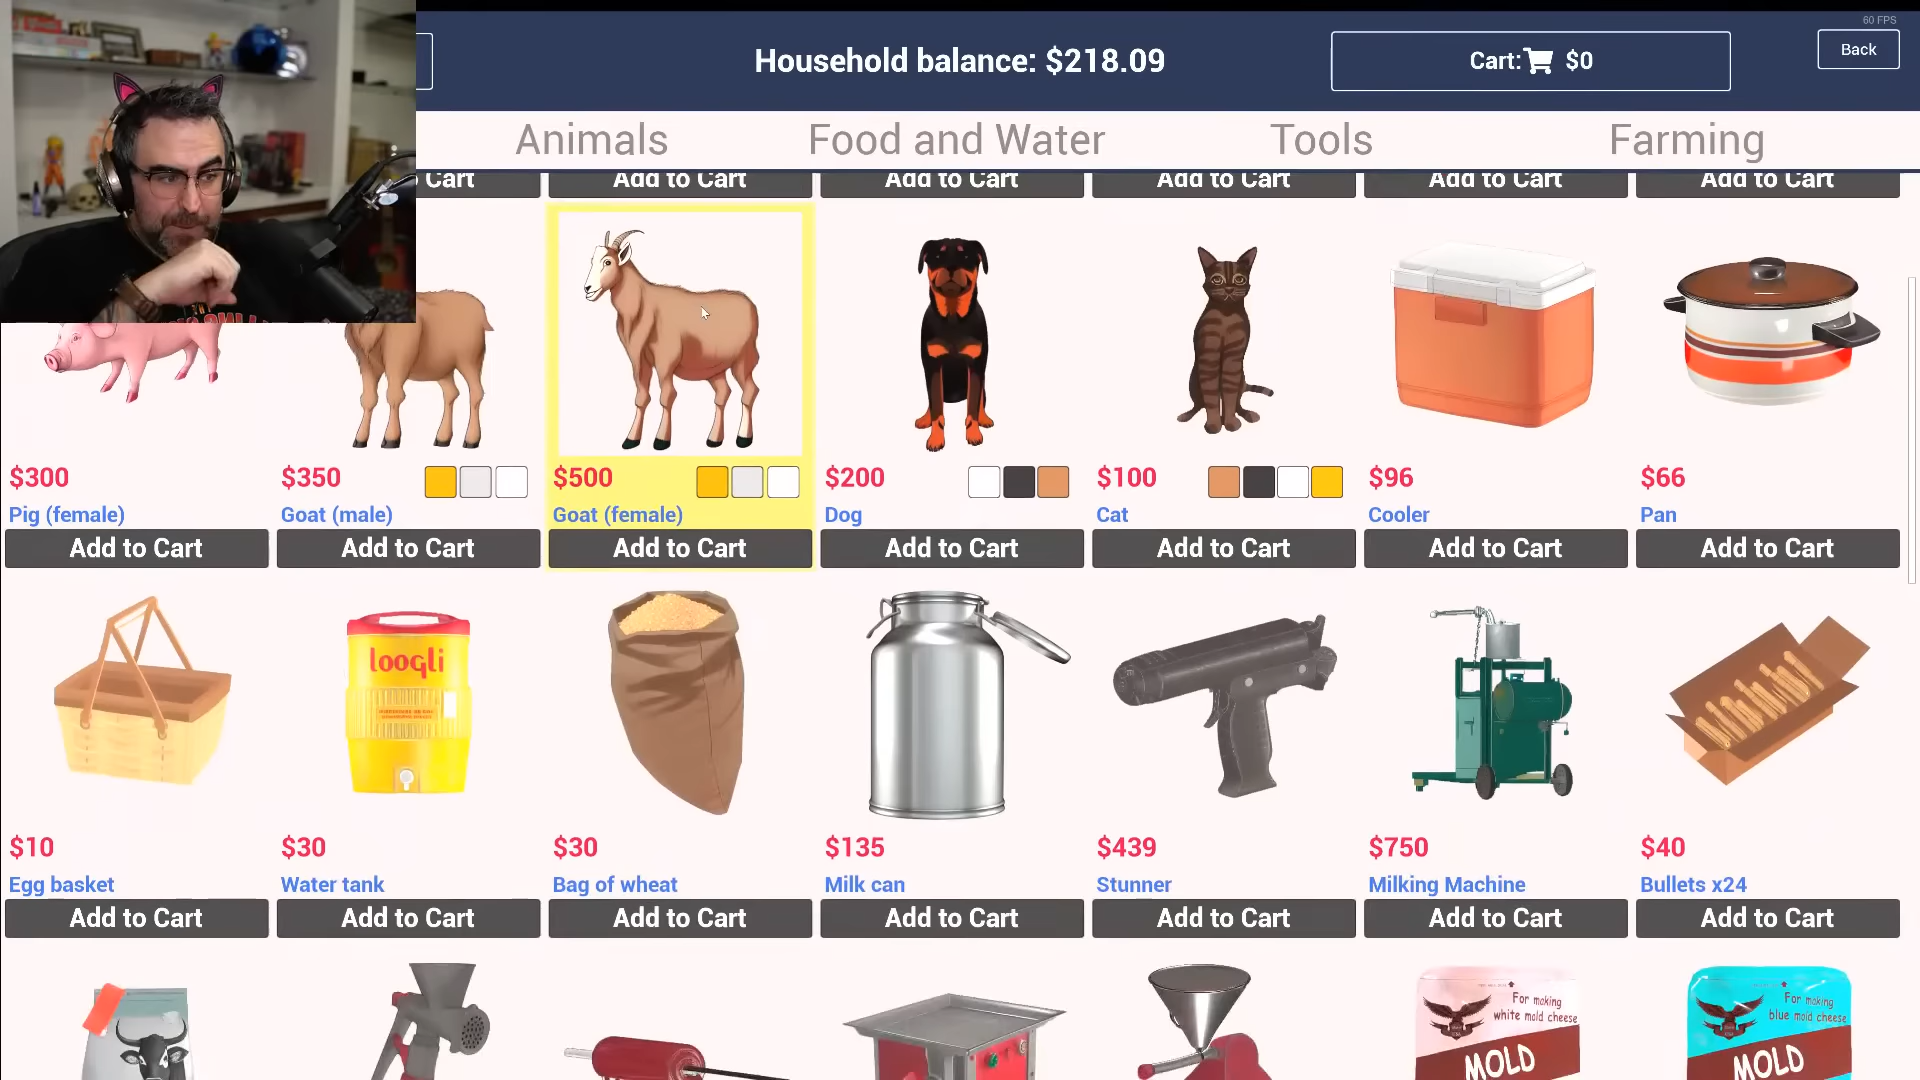 60 FPS
Household balance: $218.09
Cart: $0
Back
Animals
Food and Water
Tools
Farming
Cart
Add to Cart
Add to Cart
Add to Cart
Add to Cart
Add to Cart
$300
$350
$500
$200
$100
$96
$66
Pig (female)
Goat (male)
Goat (female)
Dog
Cat
Cooler
Pan
Add to Cart
Add to Cart
Add to Cart
Add to Cart
Add to Cart
Add to Cart
Add to Cart
loogli
$10
$30
$30
$135
$439
$750
$40
Egg basket
Water tank
Bag of wheat
Milk can
Stunner
Milking Machine
Bullets x24
Add to Cart
Add to Cart
Add to Cart
Add to Cart
Add to Cart
Add to Cart
Add to Cart
For making
white mold cheese
MOLD
For making
blue mold cheese
MOLD